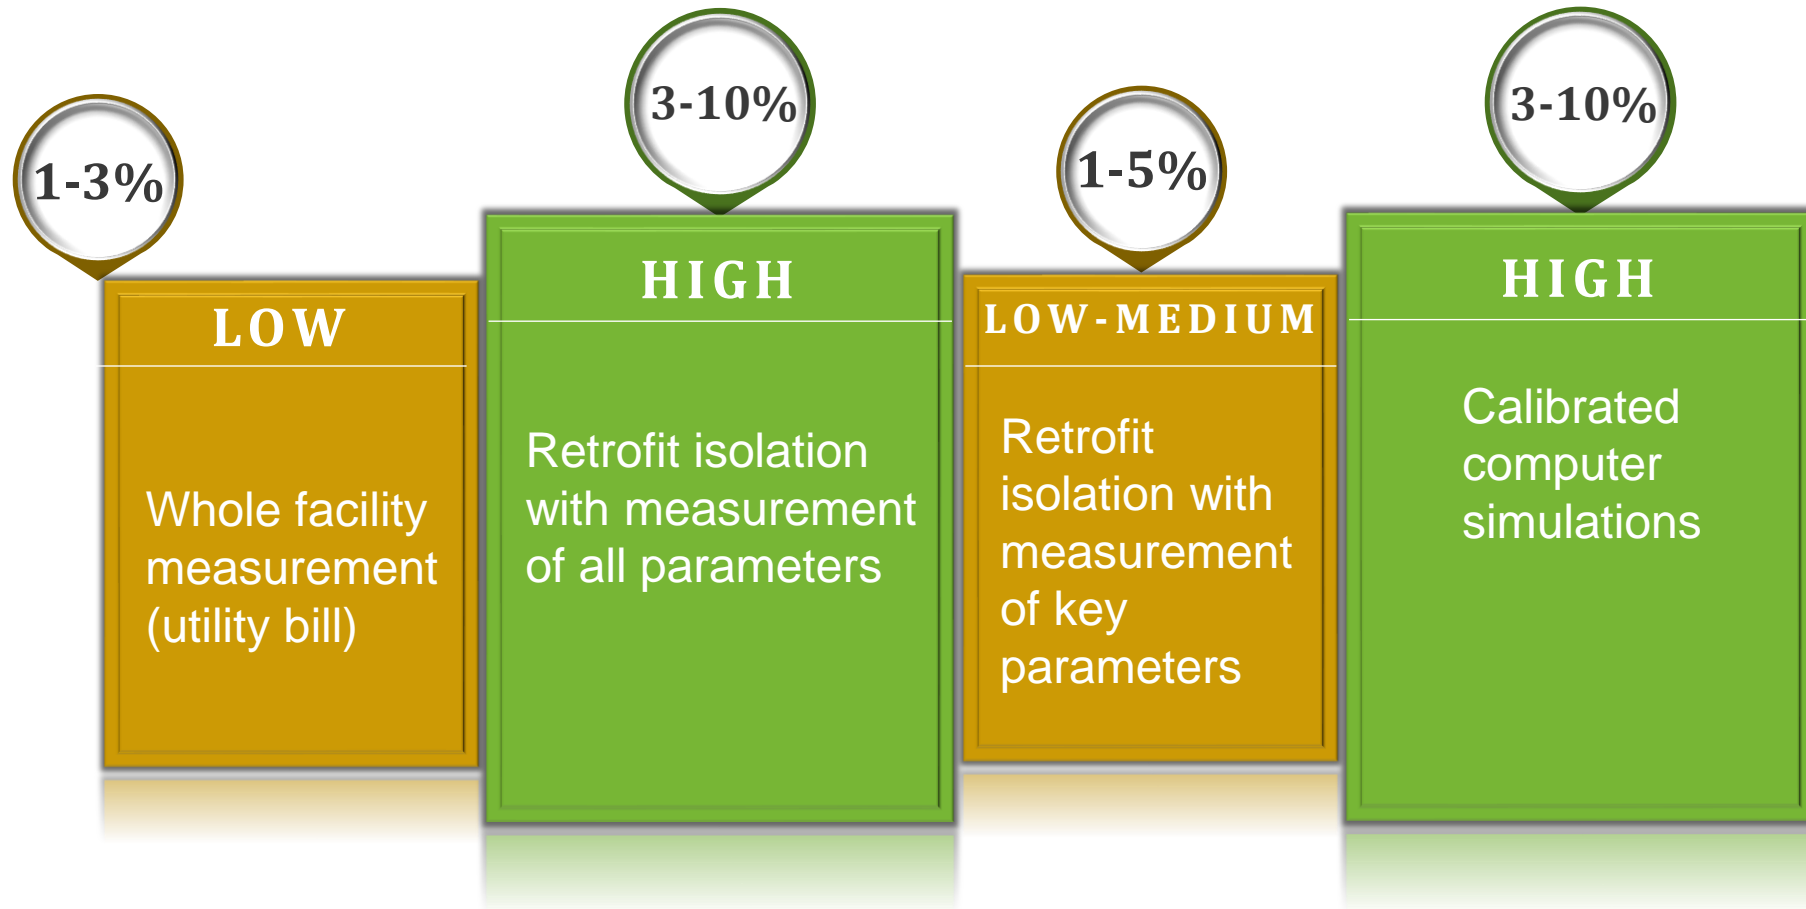 1-3%
LOW
Whole facility
measurement
(utility bill)
3-10%
HIGH
Retrofit isolation
with measurement
of all parameters
1-5%
LOW-MEDIUM
Retrofit
isolation with
measurement
of key
parameters
3-10%
HIGH
Calibrated
computer
simulations